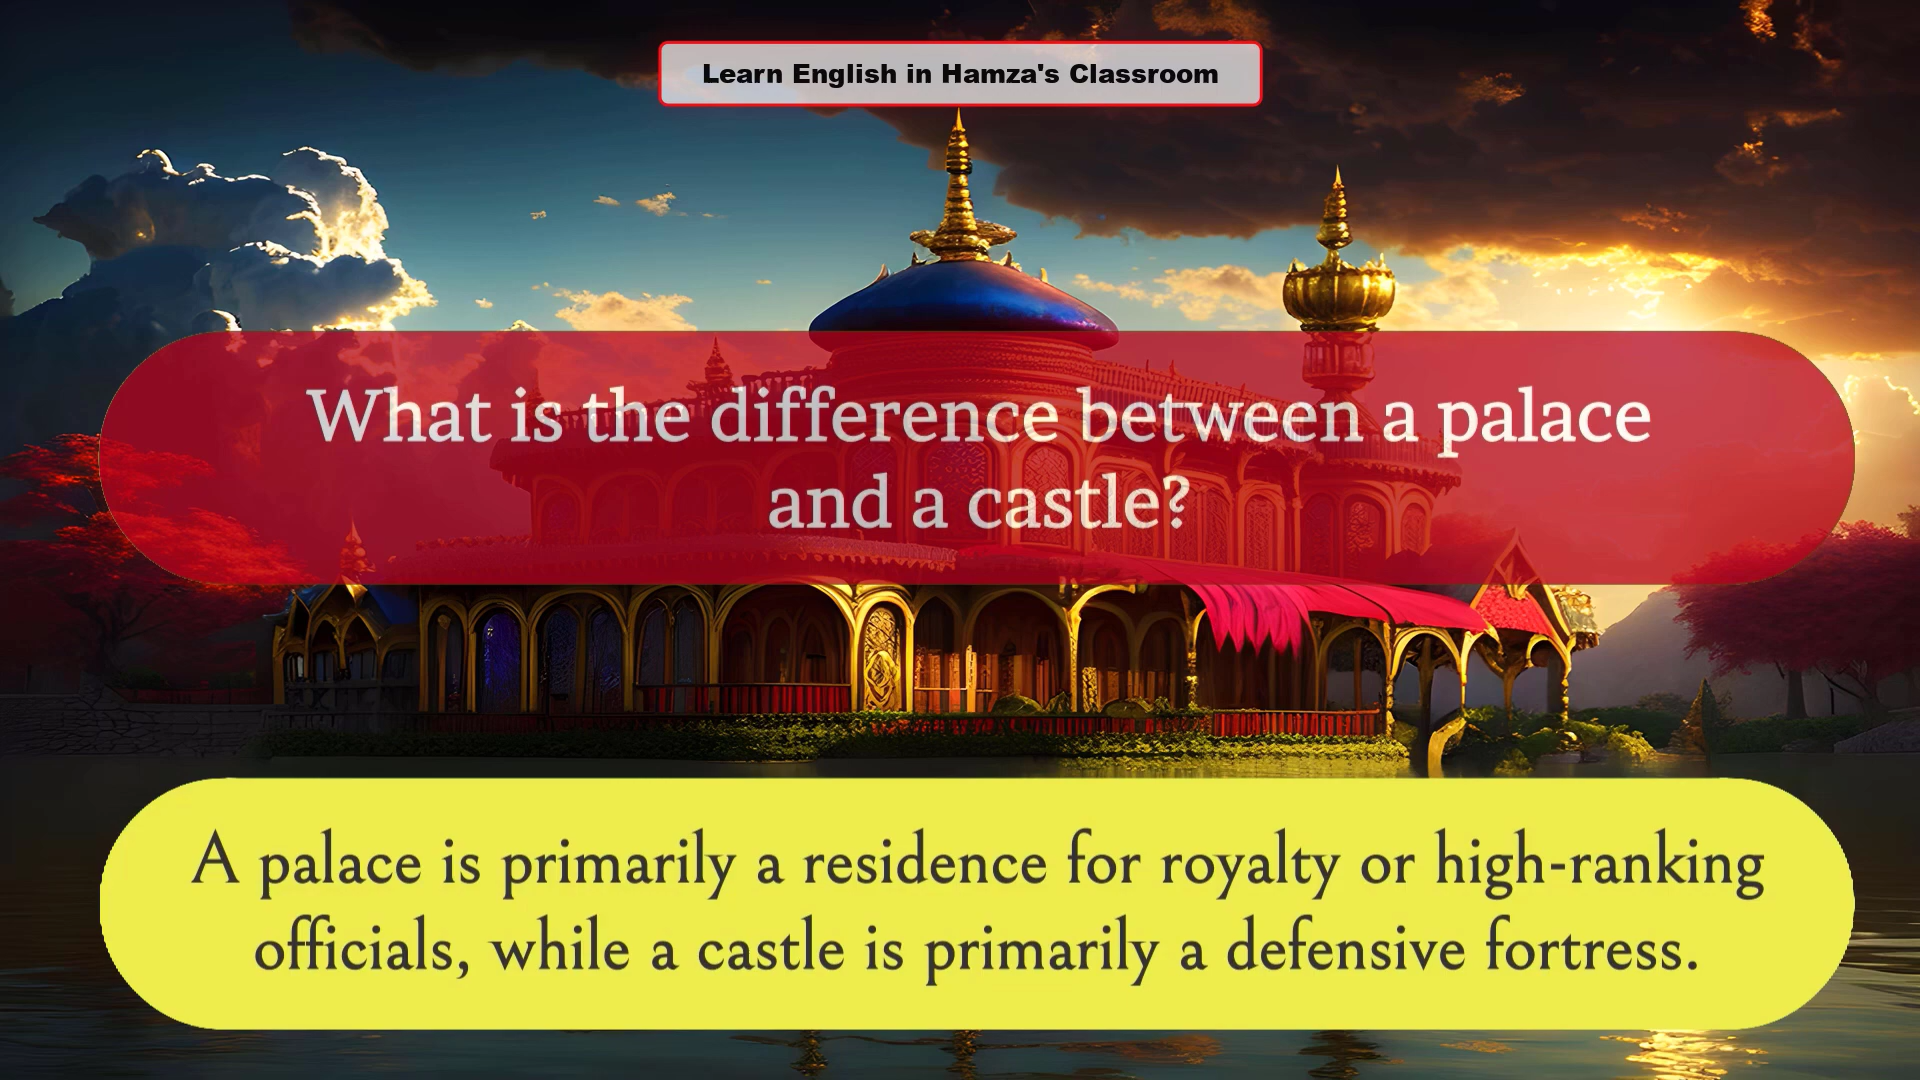 Learn English in Hamza's Classroom
What is the difference between a palace
and a castle?
A palace is primarily a residence for royalty or high-ranking
officials, while a castle is primarily a defensive fortress.